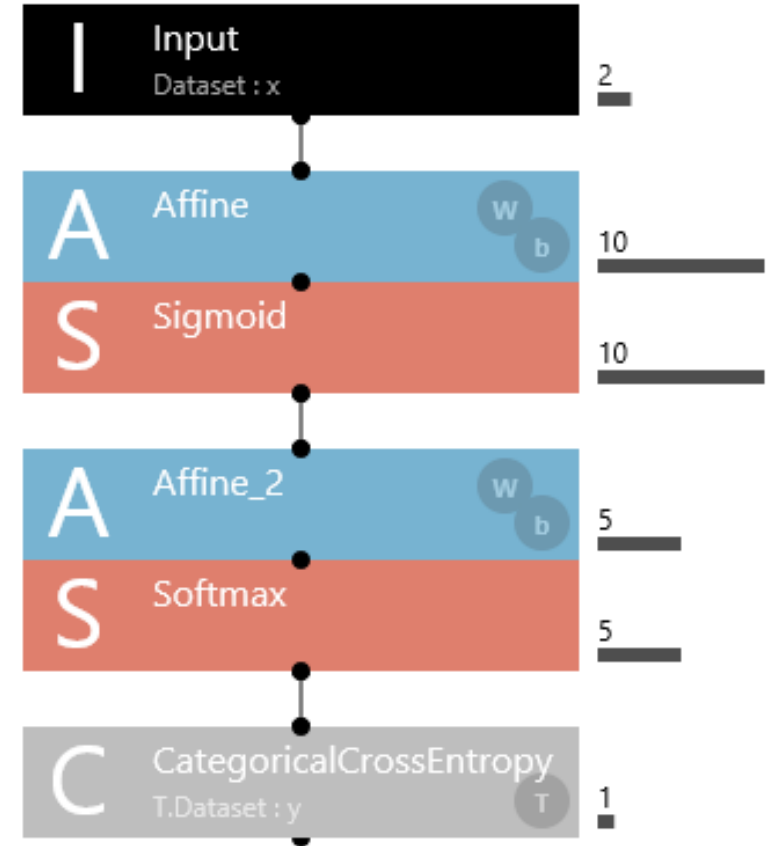 I
Input
Dataset : x
2
A
Affine
W
b
10
S
Sigmoid
10
A
Affine_2
W
b
5
S
Softmax
5
C
CategoricalCrossEntropy
T.Dataset : y
T
1